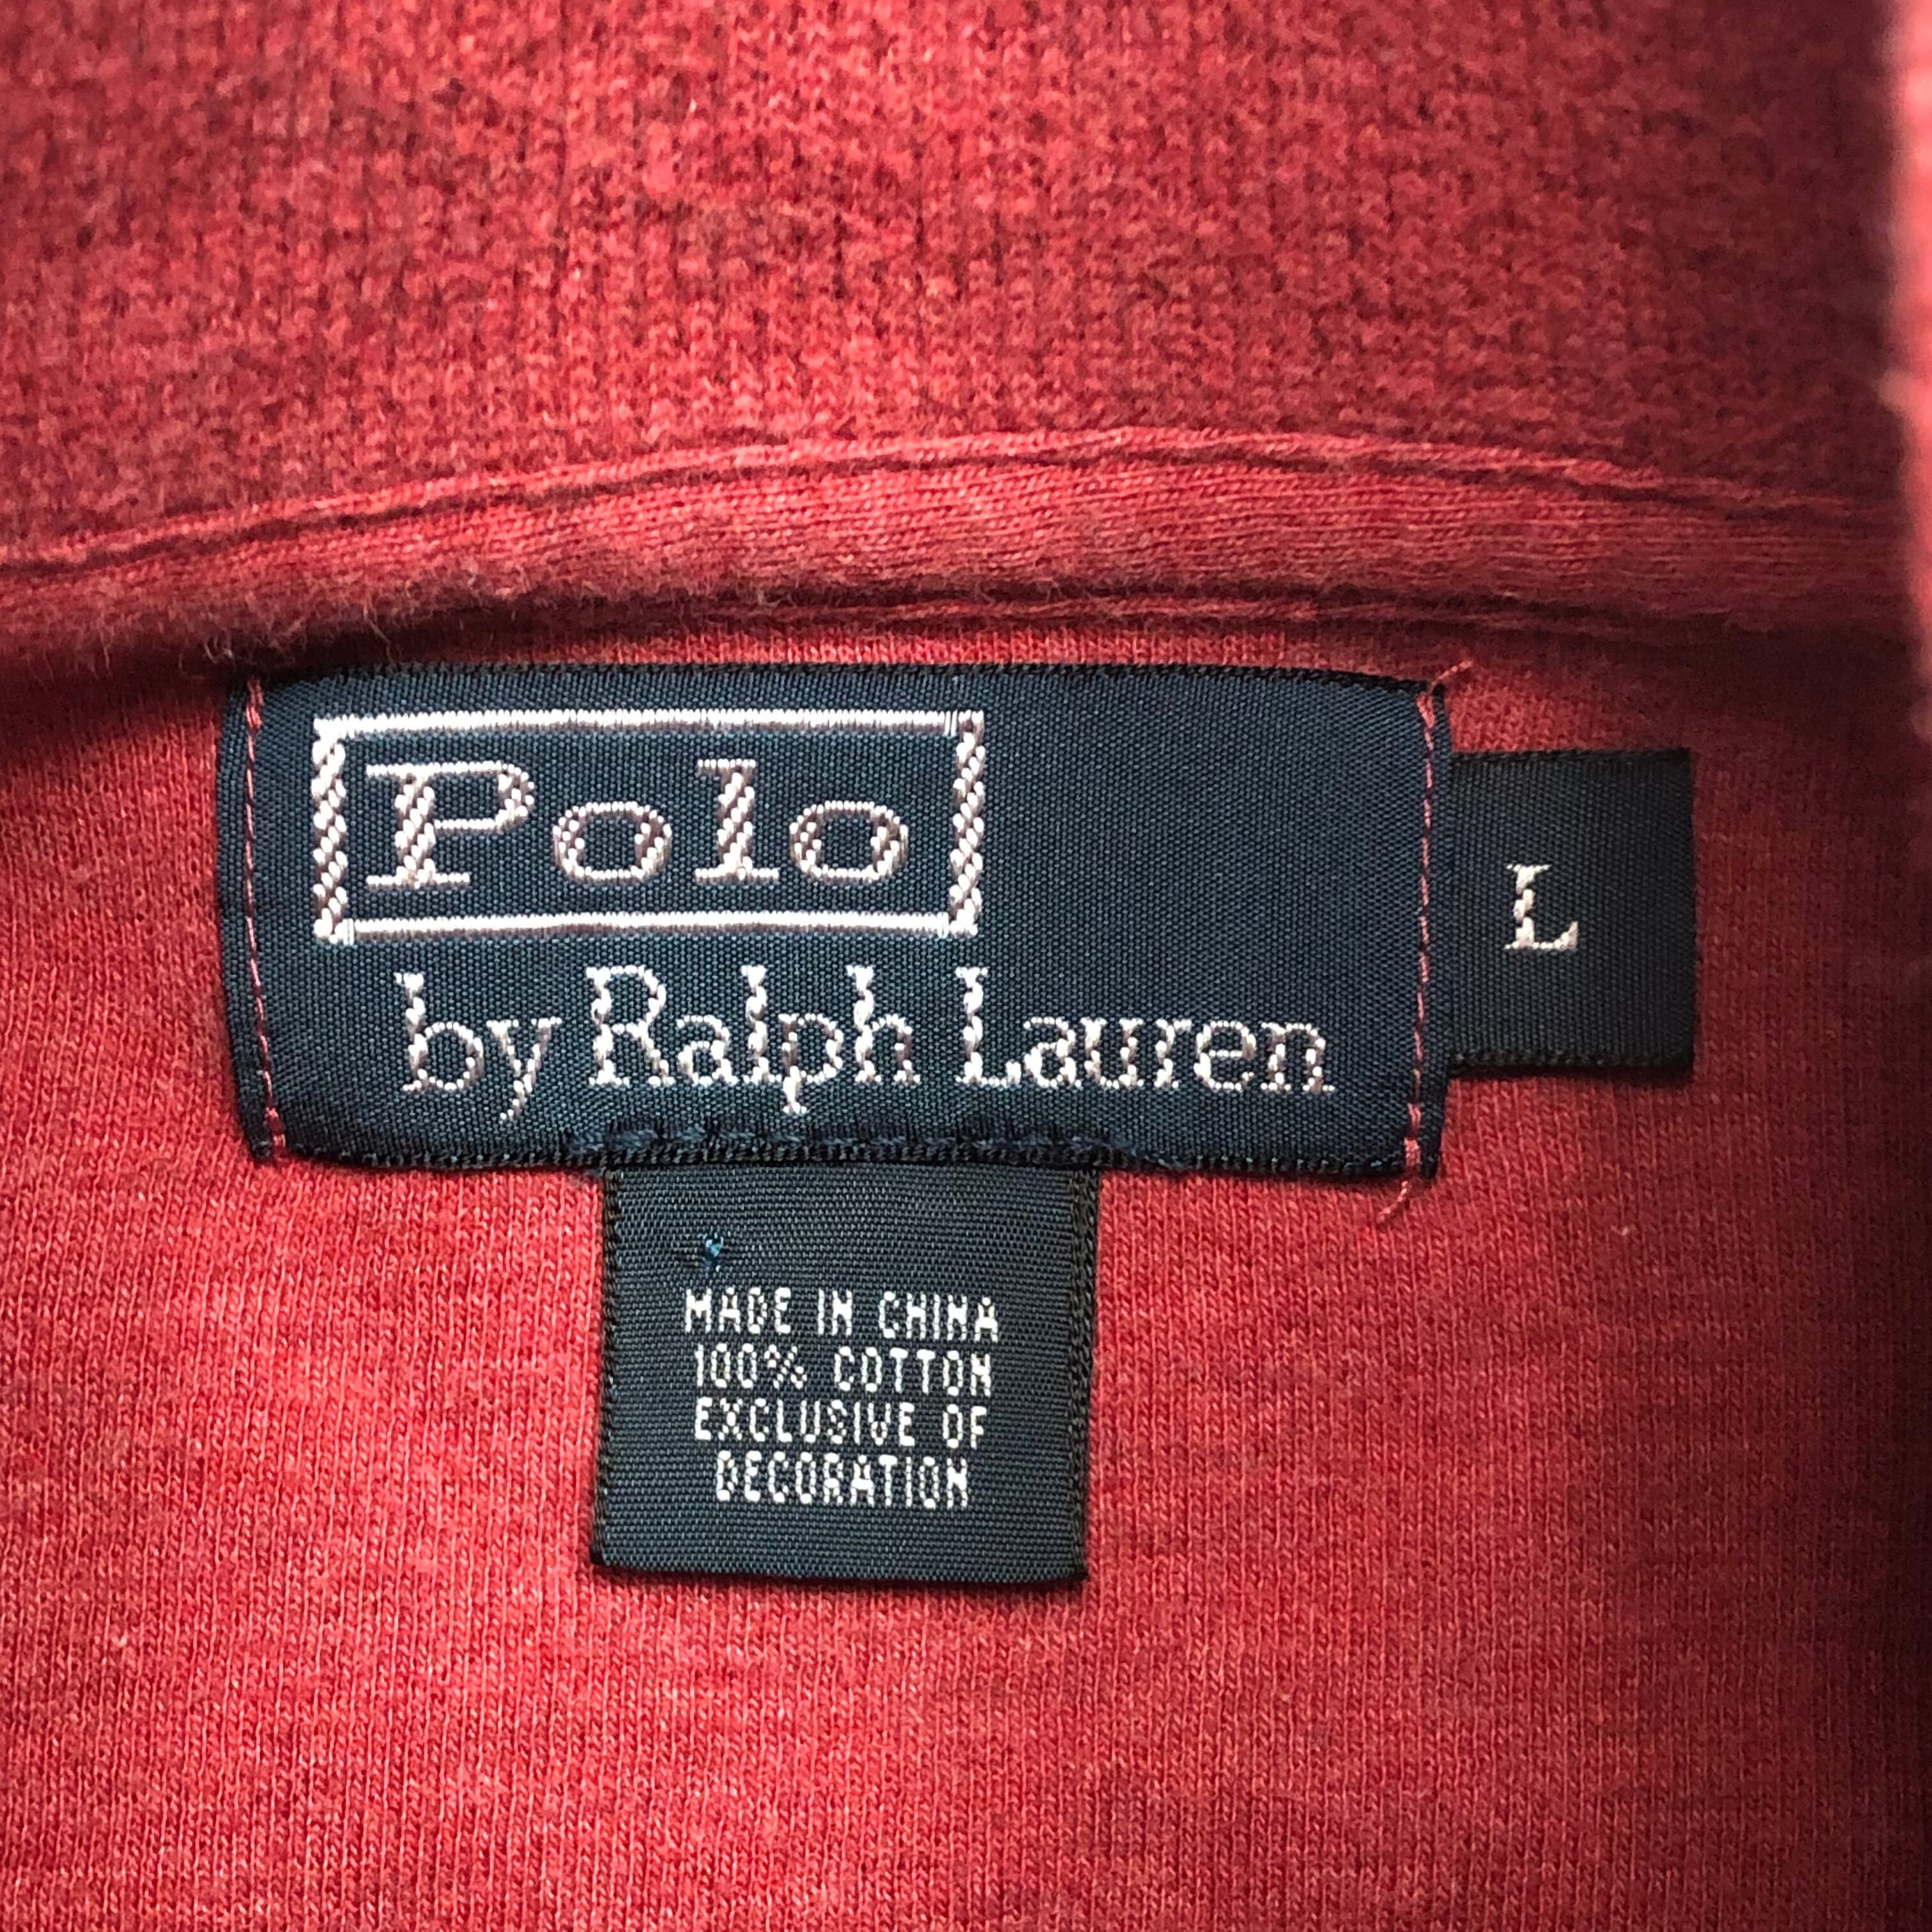 Polo
by Ralph Lauren
L
MADE IN CHINA
100% COTTON
EXCLUSIVE OF
DECORATION